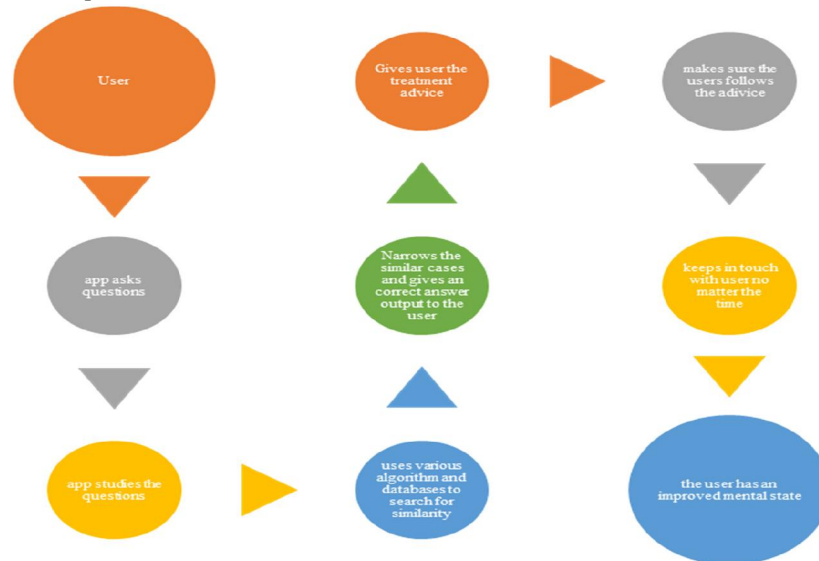 User
app asks
questions
app studies the
questions
uses various
algorithm and
databases to
search for
similarity
Narrows the
similar cases
and gives an
correct answer
output to the
user
Gives user the
treatment
advice
makes sure the
users follows
the adivice
keeps in touch
with user no
matter the
time
the user has an
improved mental state